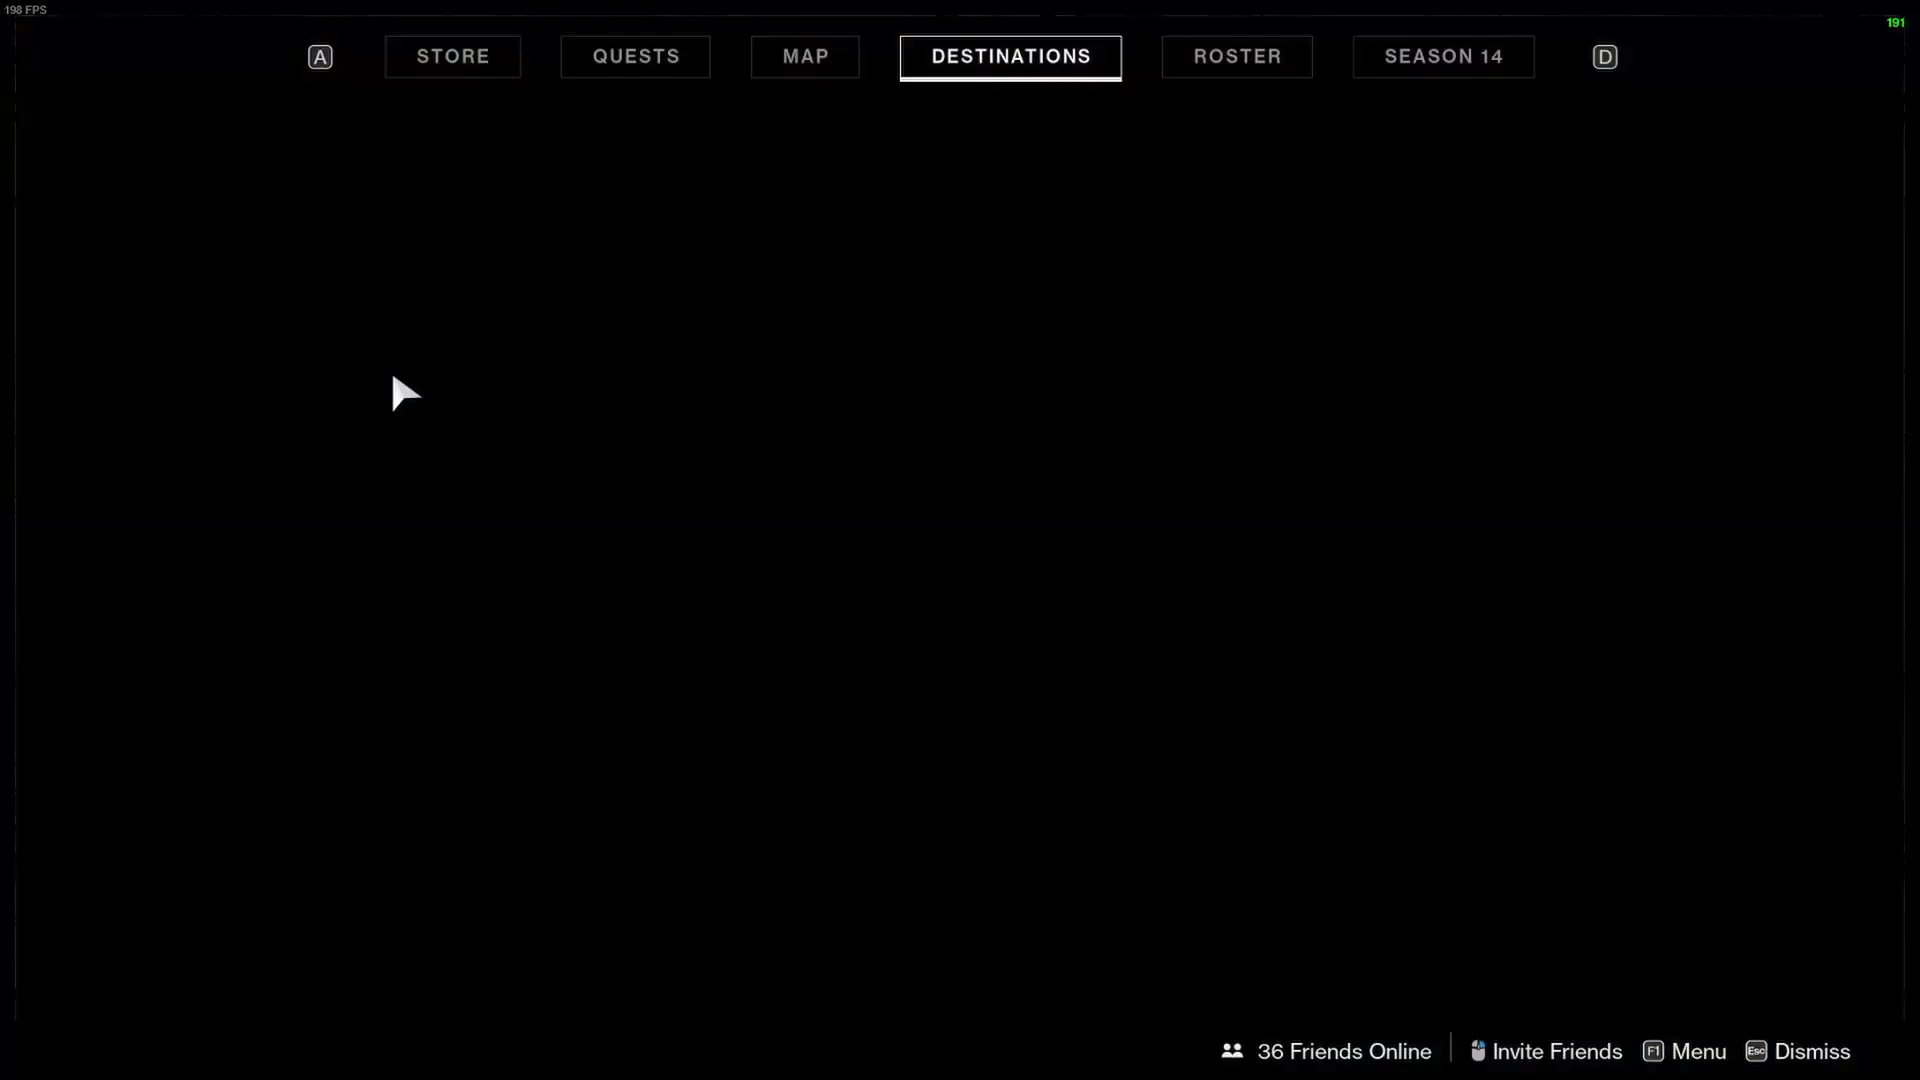 198 FPS
191
A STORE QUESTS MAP DESTINATIONS ROSTER SEASON 14 D
36 Friends Online Invite Friends F1 Menu Esc Dismiss